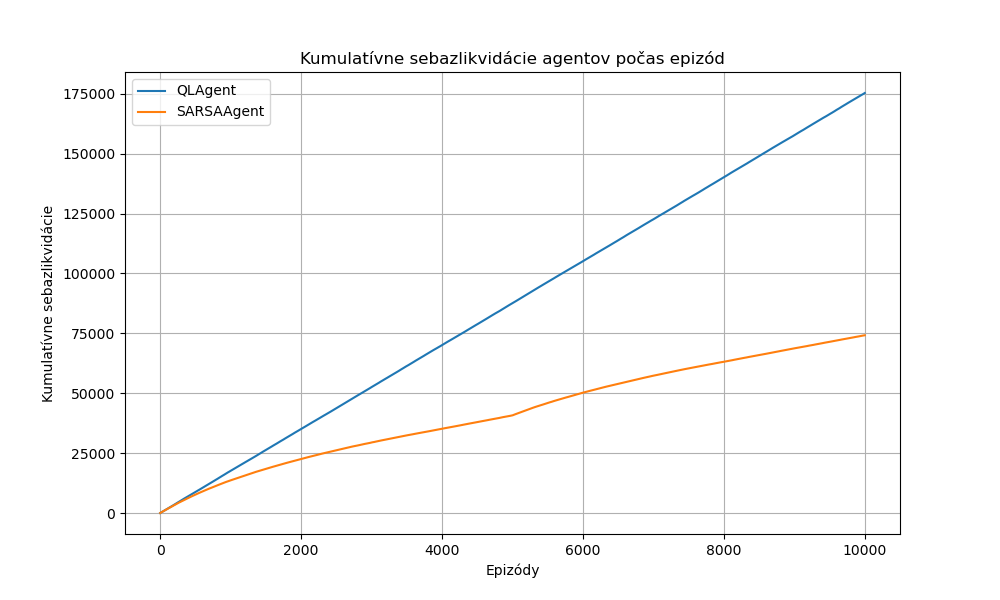 Kumulatívne sebazlikvidácie agentov počas epizód
QLAgent
SARSAAgent
175000
150000
125000
100000
75000
50000
25000
0
Kumulatívne sebazlikvidácie
0 2000 4000 6000 8000 10000
Epizódy